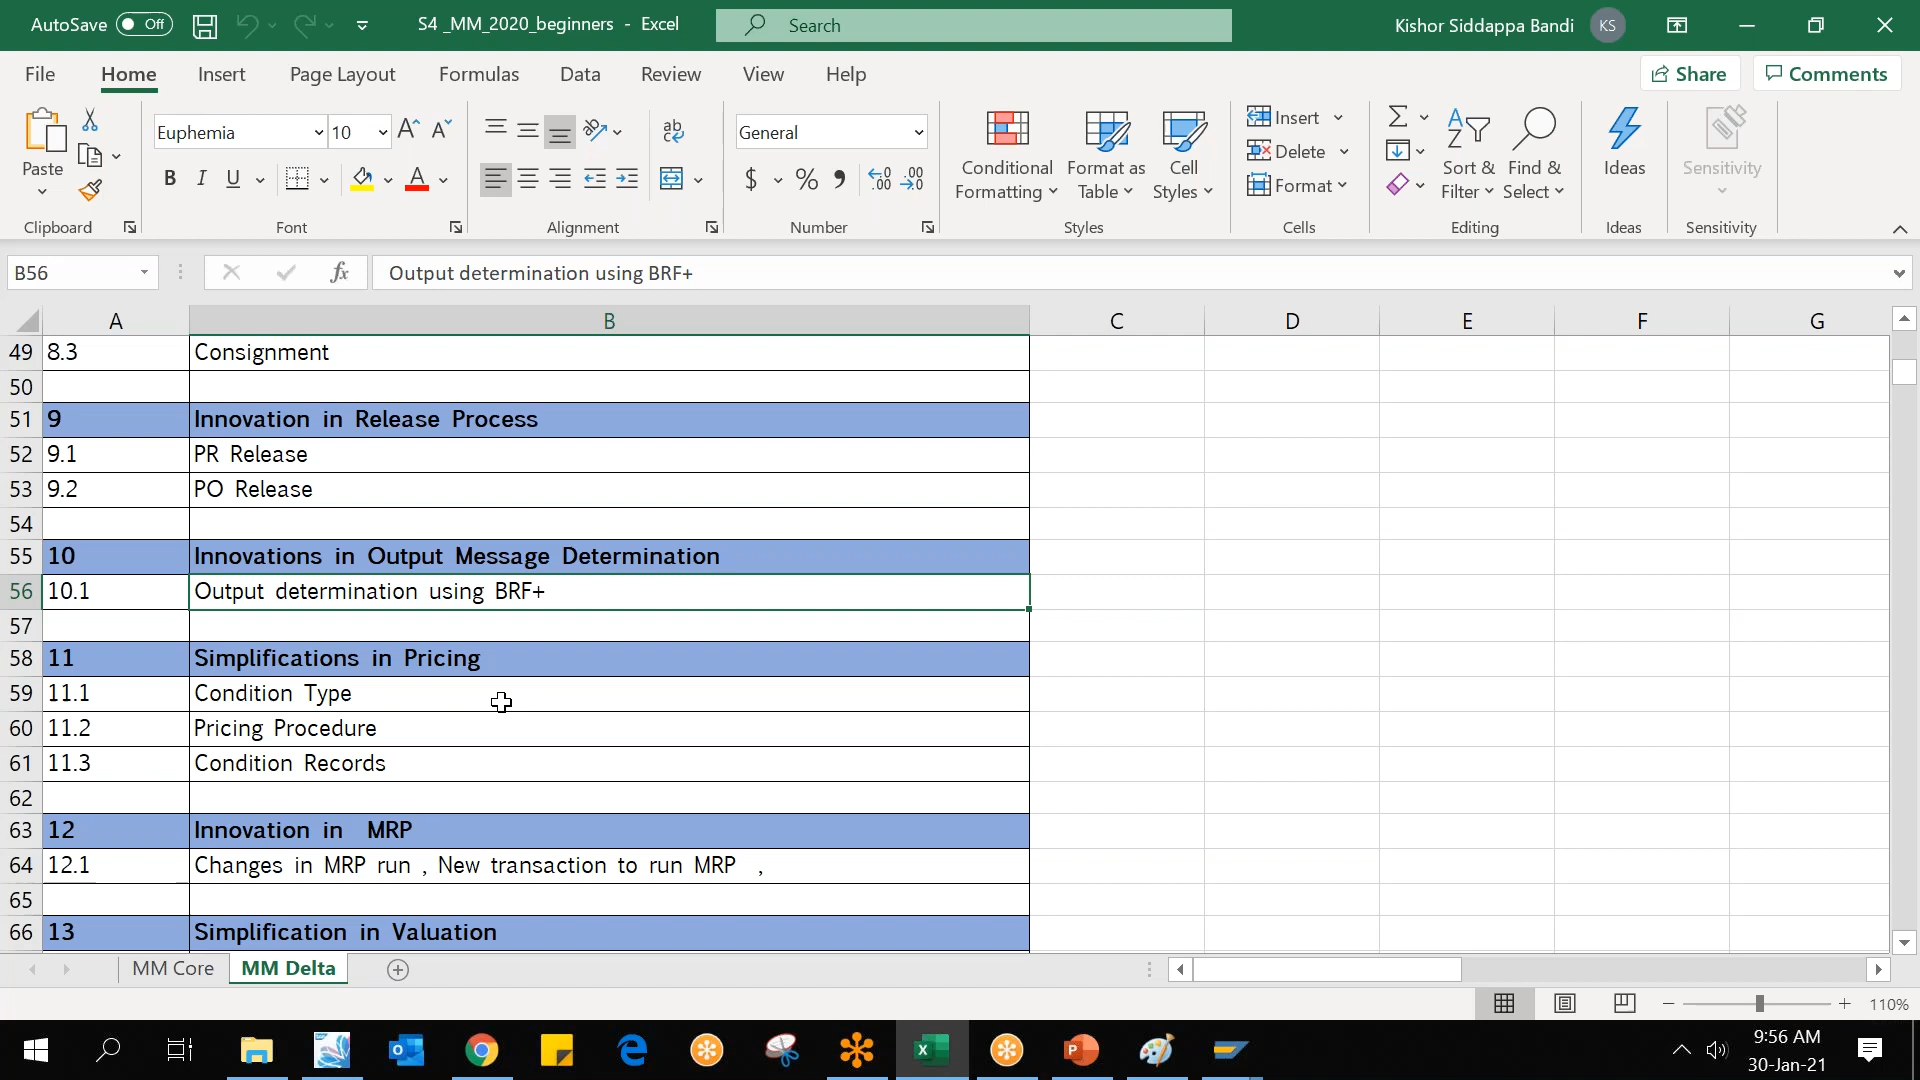 AutoSave Off
S4 _MM_2020_beginners - Excel
Search
Kishor Siddappa Bandi KS
File Home Insert Page Layout Formulas Data Review View Help
Share Comments
Paste
Clipboard
Euphemia 10
B I U A
Font
ab
Alignment
General
$ % 9
Number
Conditional Formatting
Format as Table
Cell Styles
Styles
Insert
Delete
Format
Cells
Sort & Filter
Find & Select
Editing
Ideas
Ideas
Sensitivity
Sensitivity
B56 fx Output determination using BRF+
A B C D E F G
49 8.3 Consignment
50
51 9 Innovation in Release Process
52 9.1 PR Release
53 9.2 PO Release
54
55 10 Innovations in Output Message Determination
56 10.1 Output determination using BRF+
57
58 11 Simplifications in Pricing
59 11.1 Condition Type
60 11.2 Pricing Procedure
61 11.3 Condition Records
62
63 12 Innovation in MRP
64 12.1 Changes in MRP run , New transaction to run MRP ,
65
66 13 Simplification in Valuation
MM Core MM Delta
110%
9:56 AM
30-Jan-21